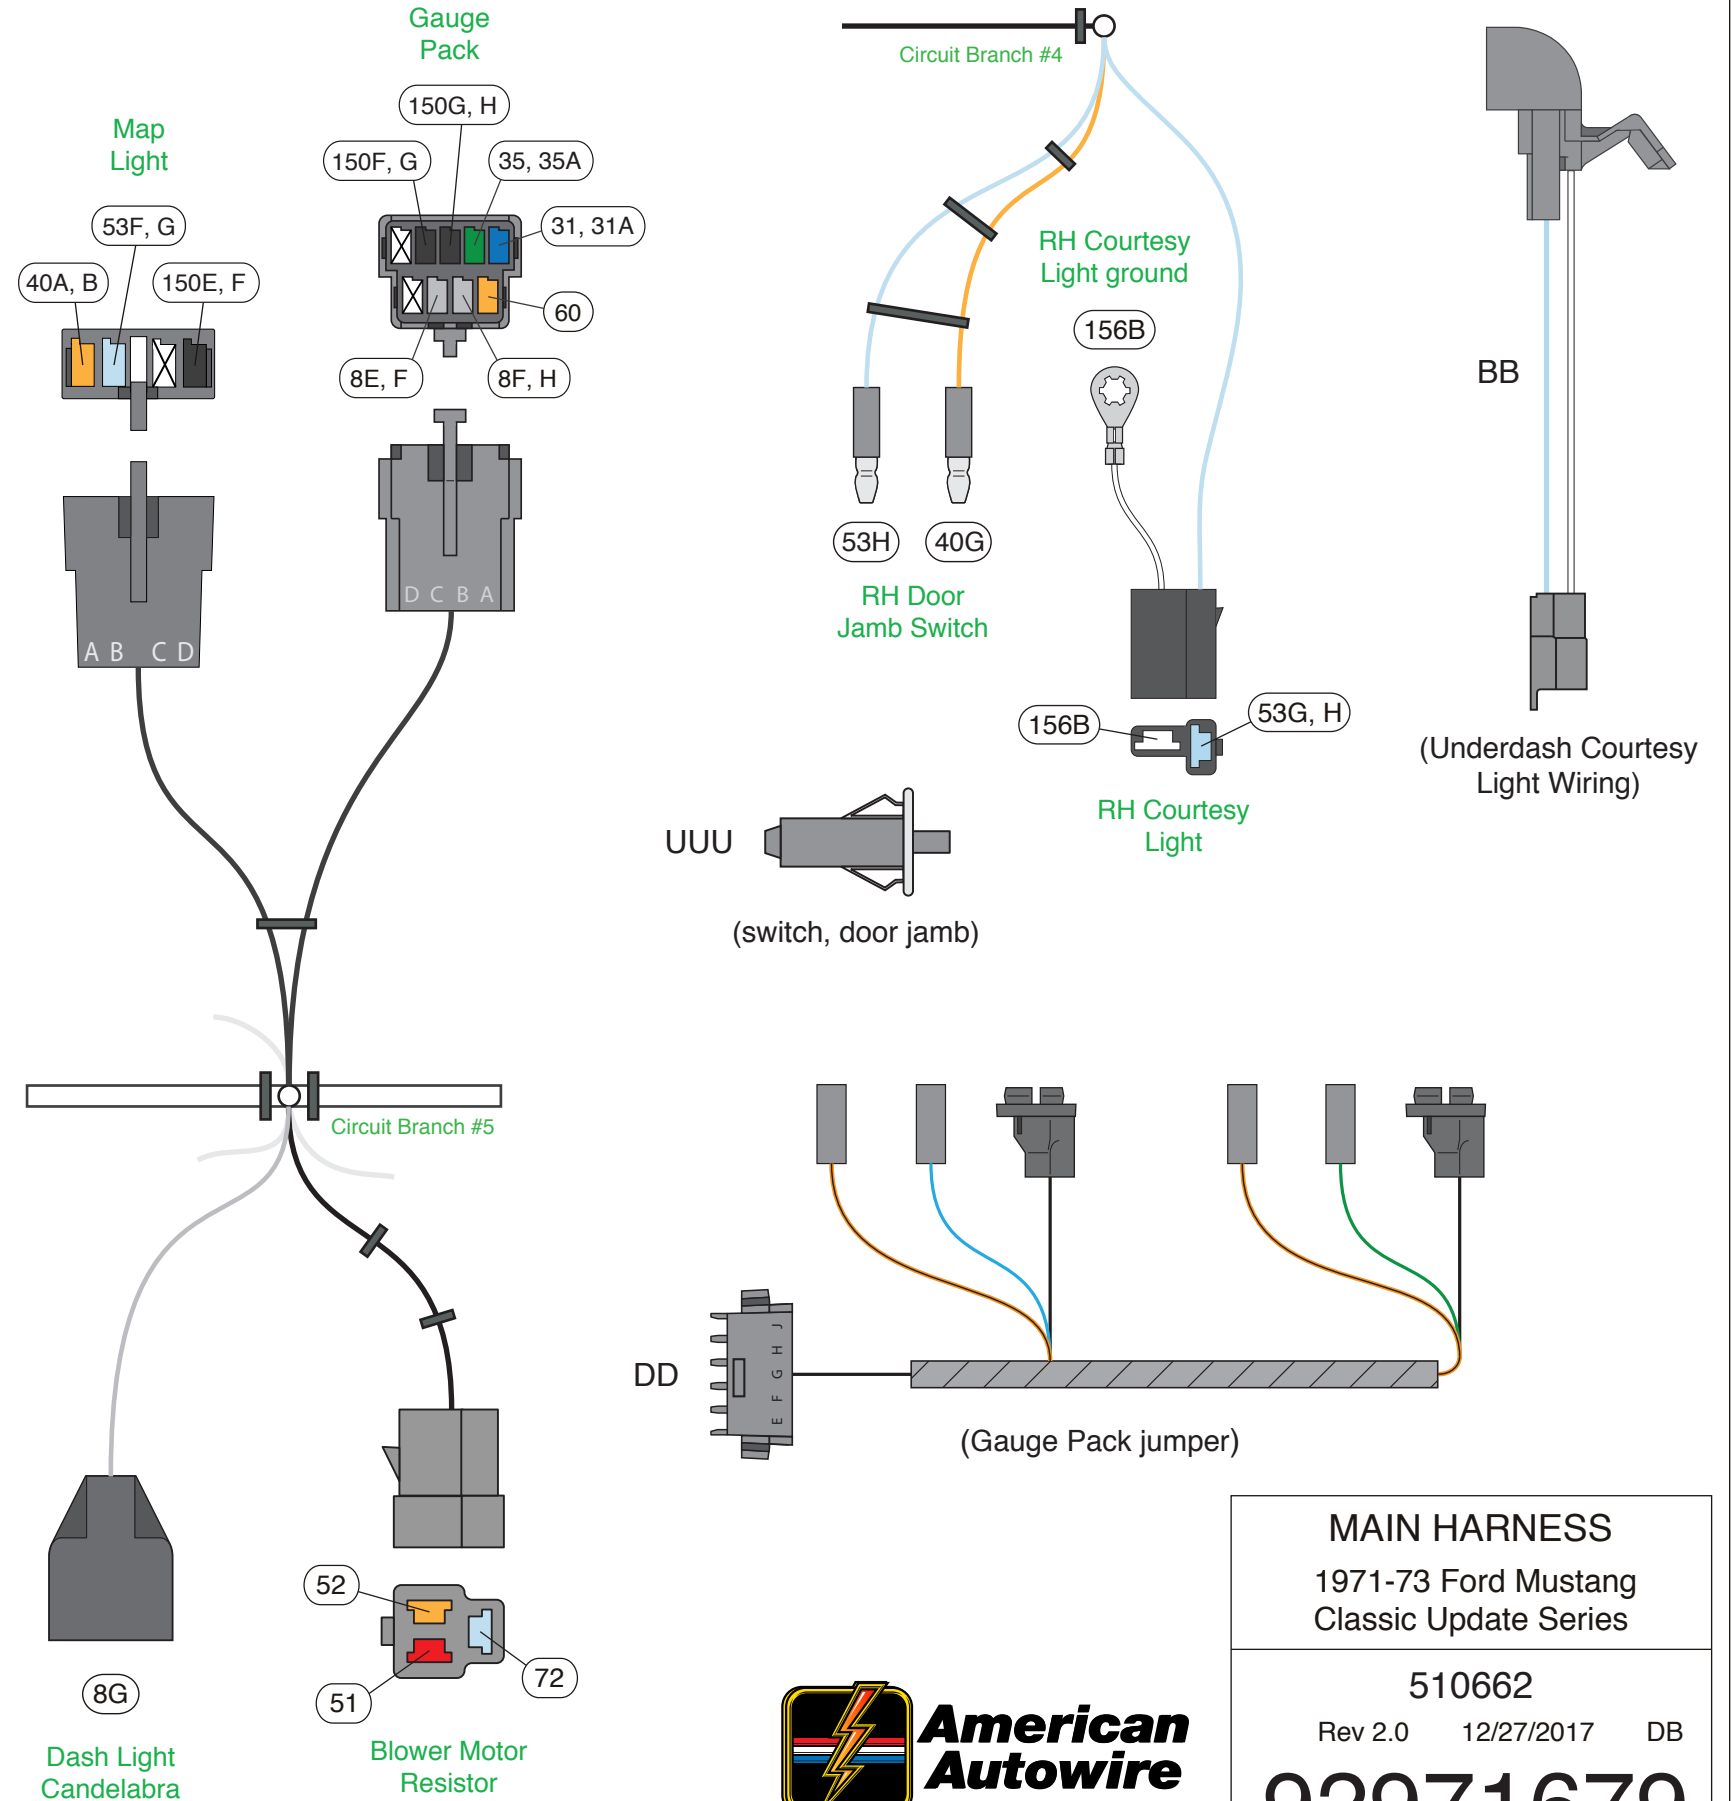 Gauge
Pack
150G, H
150F, G
35, 35A
31, 31A
60
8E, F
8F, H
D C B A
Map
Light
53F, G
40A, B
150E, F
A B C D
Circuit Branch #4
RH Courtesy
Light ground
156B
53H
40G
RH Door
Jamb Switch
156B
53G, H
RH Courtesy
Light
BB
(Underdash Courtesy
Light Wiring)
UUU
(switch, door jamb)
Circuit Branch #5
8G
Dash Light
Candelabra
52
51
72
Blower Motor
Resistor
DD
E F G H J
(Gauge Pack jumper)
American
Autowire
MAIN HARNESS
1971-73 Ford Mustang
Classic Update Series
510662
Rev 2.0 12/27/2017 DB
92971679